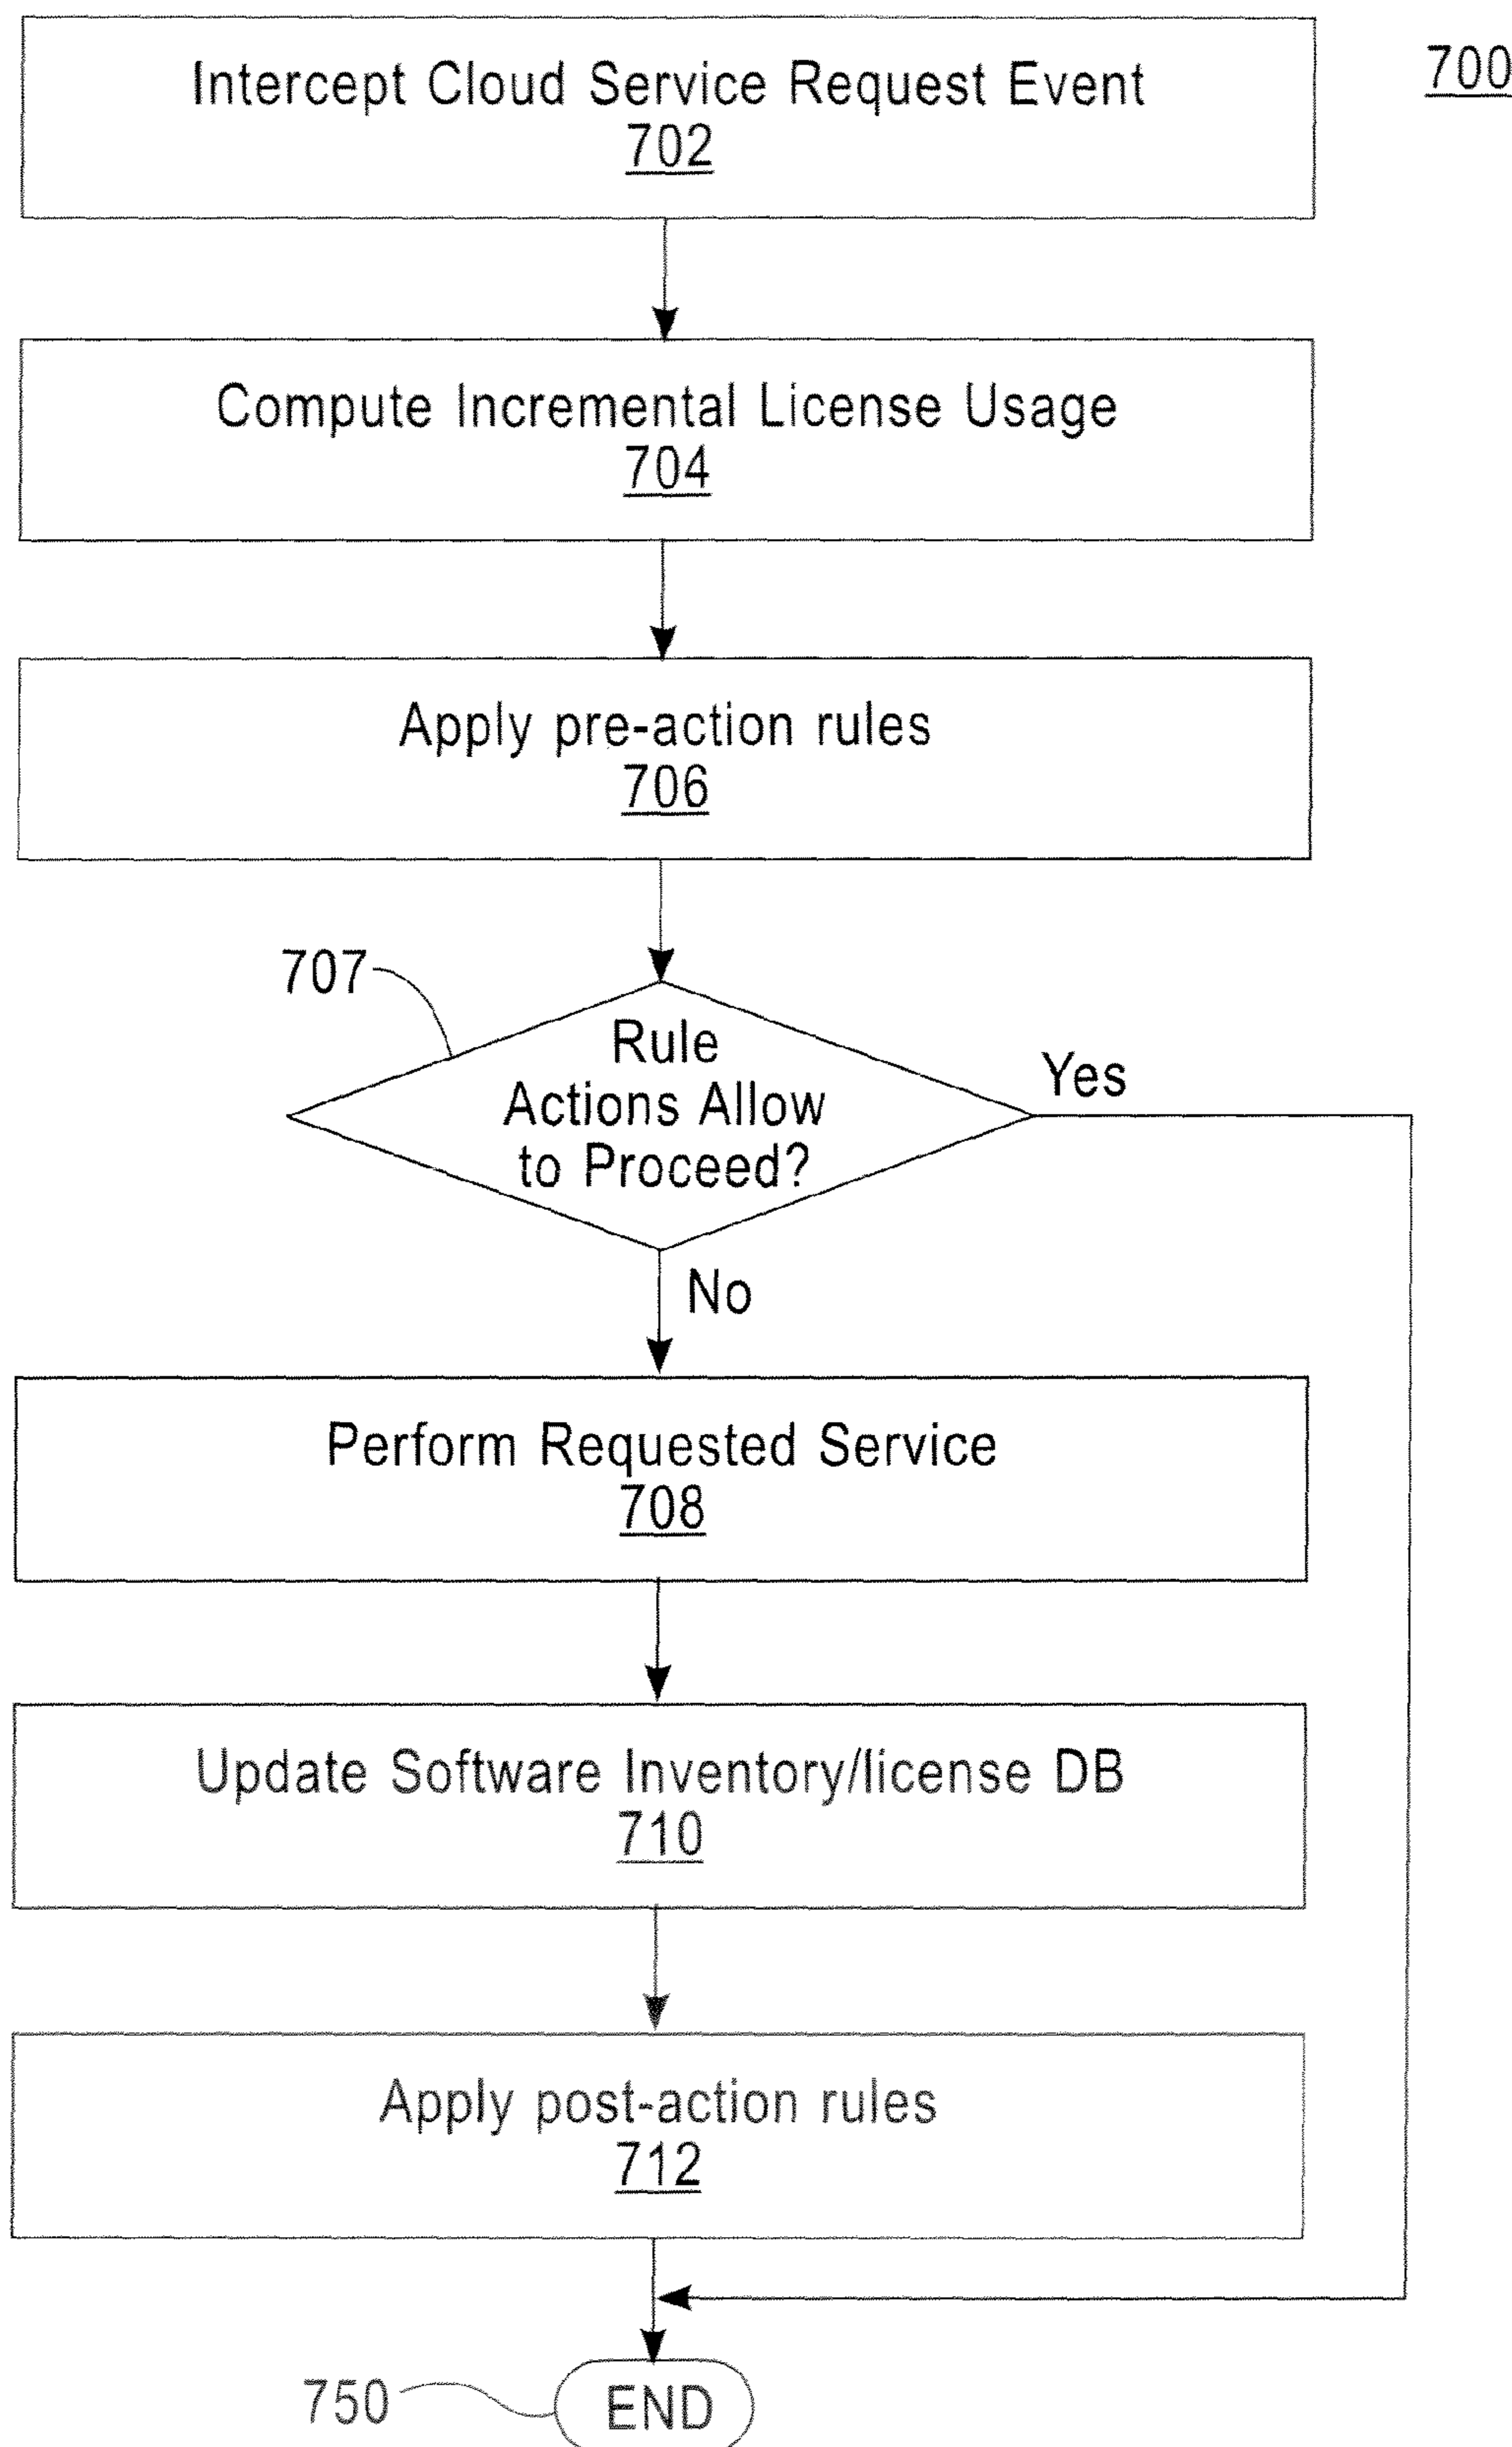 700
Intercept Cloud Service Request Event
702
Compute Incremental License Usage
704
Apply pre-action rules
706
707
Rule
Actions Allow
to Proceed?
Yes
No
Perform Requested Service
708
Update Software Inventory/license DB
710
Apply post-action rules
712
750
END